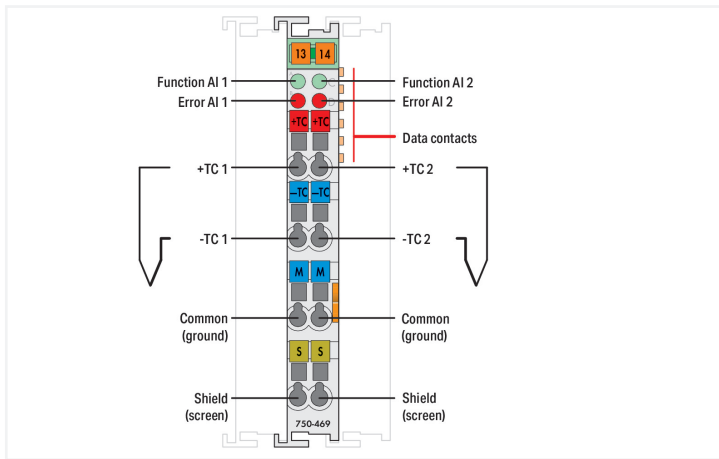 13 14
Function AI 1
Function AI 2
C
Error AI 1
Error AI 2
D
+TC +TC
Data contacts
+TC 1
+TC 2
–TC –TC
-TC 1
-TC 2
M M
Common
(ground)
Common
(ground)
S S
Shield
(screen)
Shield
(screen)
750-469